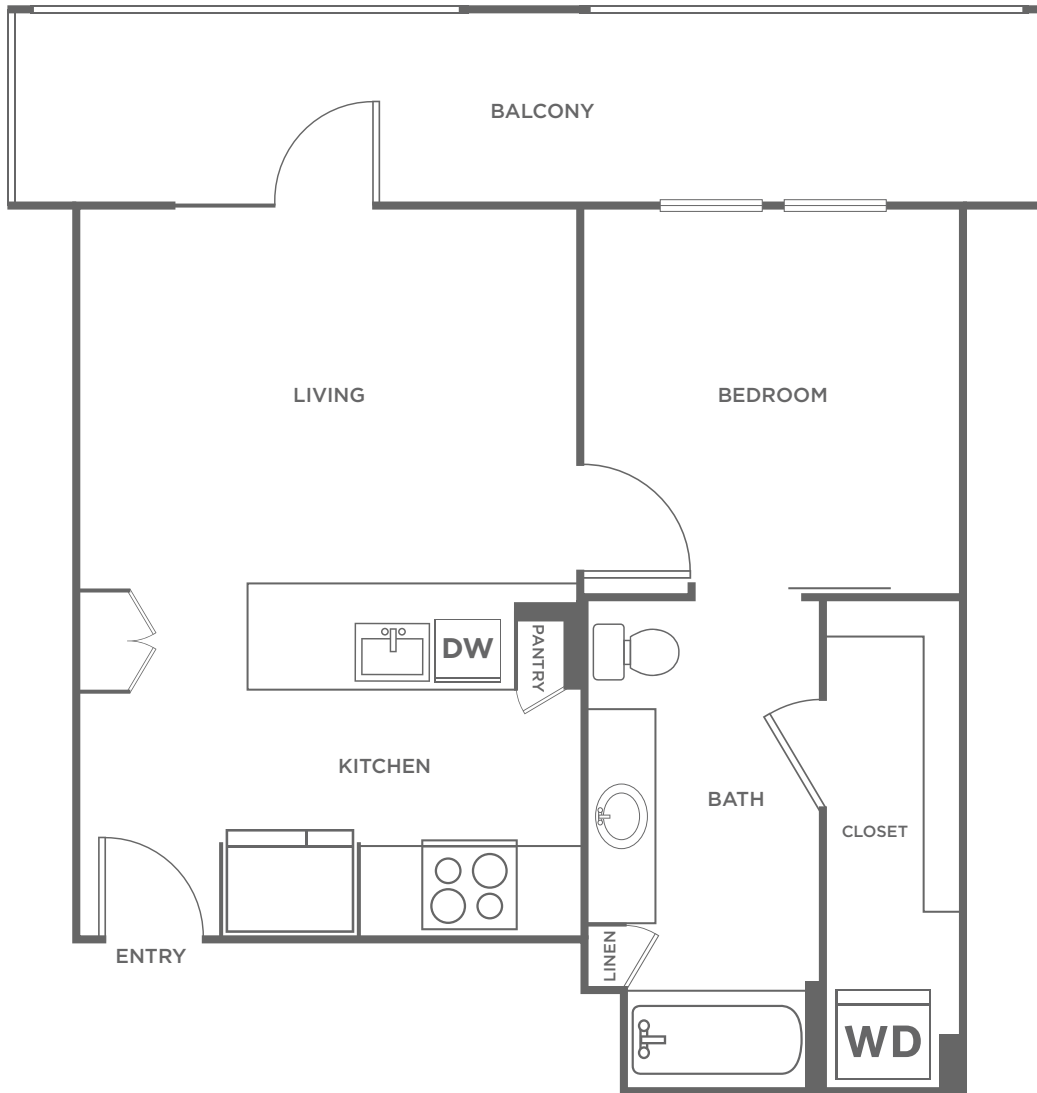 BALCONY
LIVING
BEDROOM
DW
PANTRY
KITCHEN
BATH
CLOSET
ENTRY
LINEN
WD